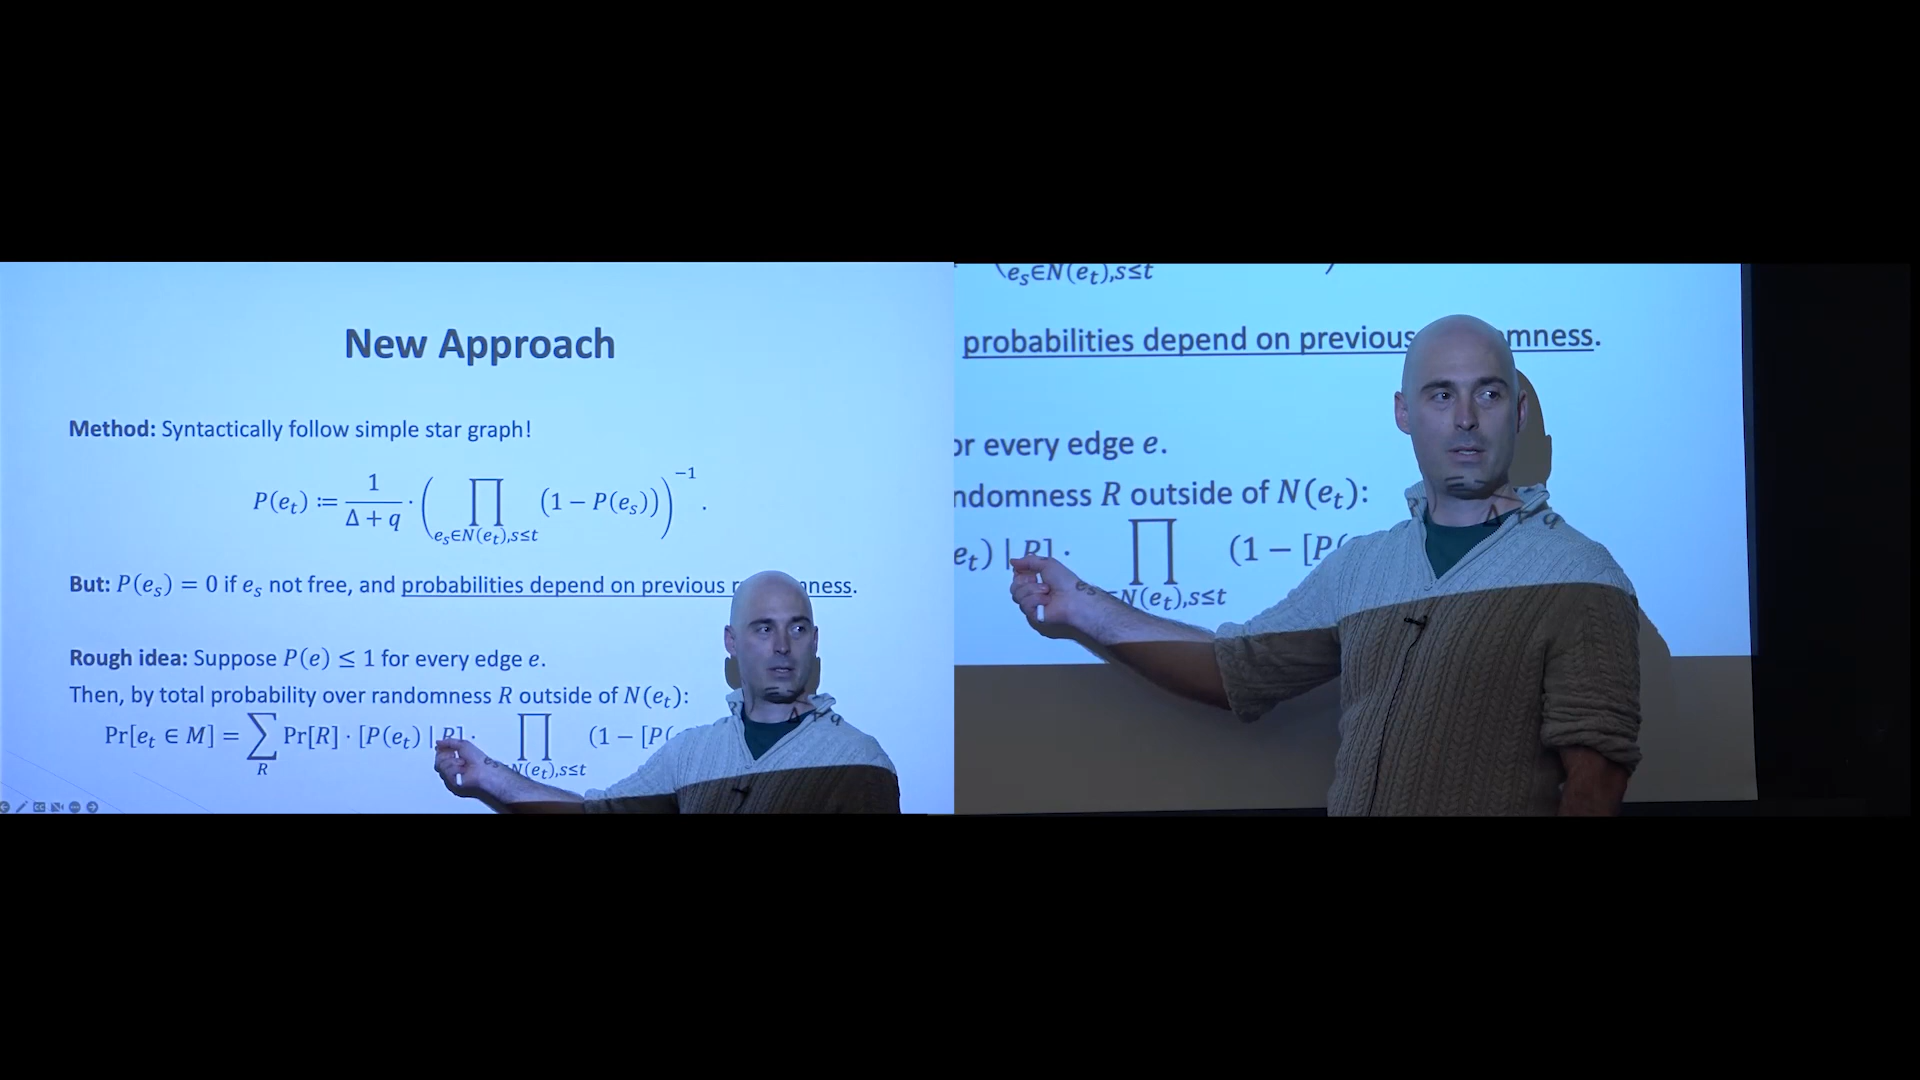 New Approach
Method: Syntactically follow simple star graph!
P(e_t) ≔ 1/(Δ + q) · (∏_{e_s∈N(e_t),s≤t} (1 − P(e_s)))^{−1} .
But: P(e_s) = 0 if e_s not free, and probabilities depend on previous
Rough idea: Suppose P(e) ≤ 1 for every edge e.
Then, by total probability over randomness R outside of N(e_t):
Pr[e_t ∈ M] = ∑_R Pr[R] · [P(e_t) | R] · ∏_{N(e_t),s≤t} (1 − [P(
e_s∈N(e_t),s≤t
probabilities depend on previous
for every edge e.
R outside of N(e_t):
e_t) | R] · ∏_{N(e_t),s≤t} (1 − [P(